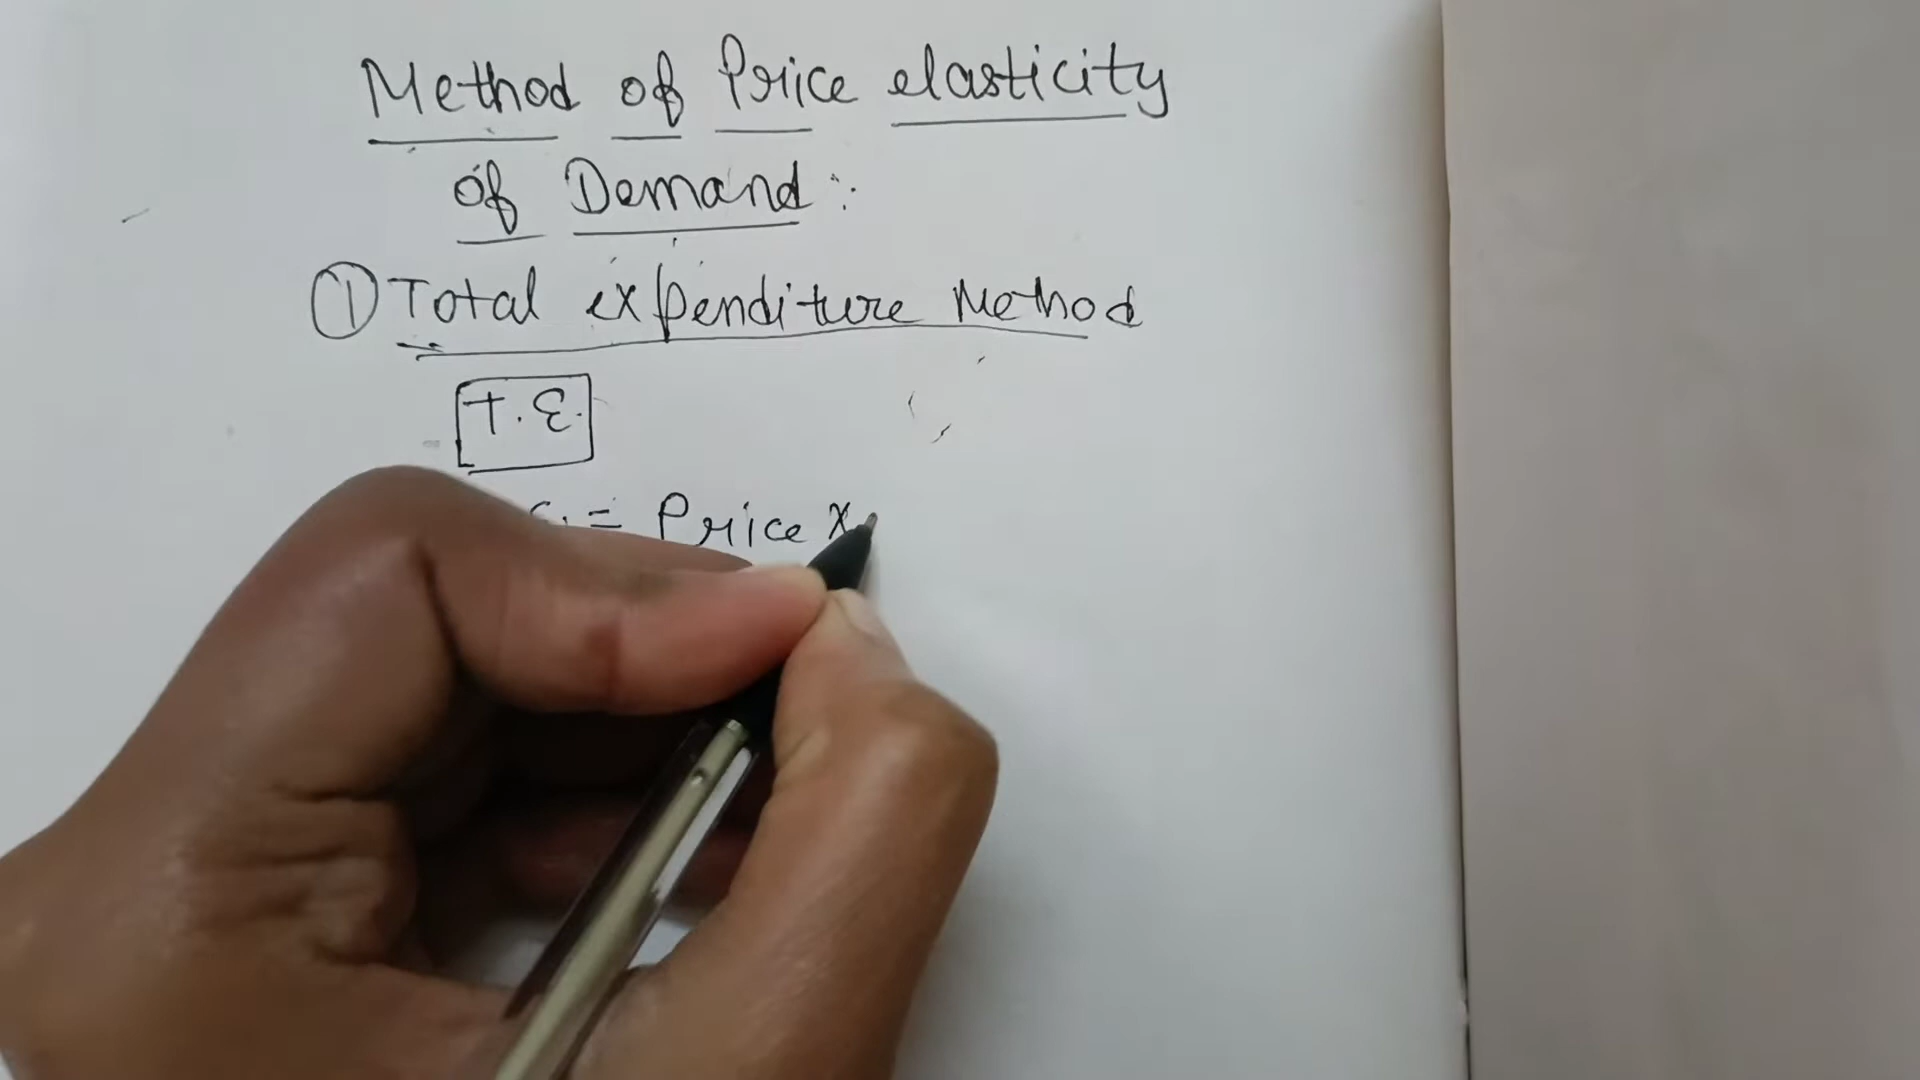 Method of Price elasticity
of Demand :
① Total expenditure Method
T.E.
= Price x